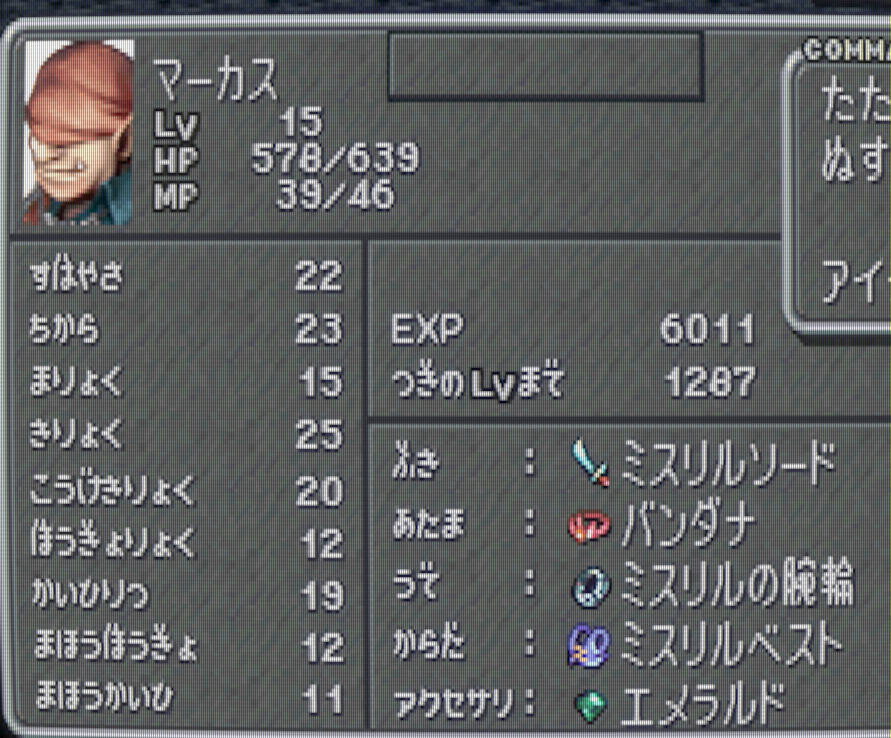 マーカス
Lv 15
HP 578/639
MP 39/46
COMMA
たた
ぬす
アイ
すばやさ 22
ちから 23
まりょく 15
きりょく 25
こうげきりょく 20
ぼうぎょりょく 12
かいひりつ 19
まほうぼうぎょ 12
まほうかいひ 11
EXP 6011
つぎのLvまで 1287
ぶき : ミスリルソード
あたま : バンダナ
うで : ミスリルの腕輪
からだ : ミスリルベスト
アクセサリ : エメラルド